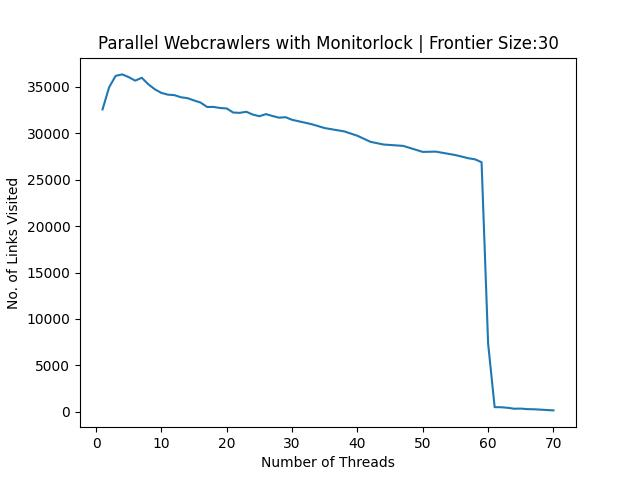 Parallel Webcrawlers with Monitorlock | Frontier Size:30
No. of Links Visited
35000
30000
25000
20000
15000
10000
5000
0
0 10 20 30 40 50 60 70
Number of Threads